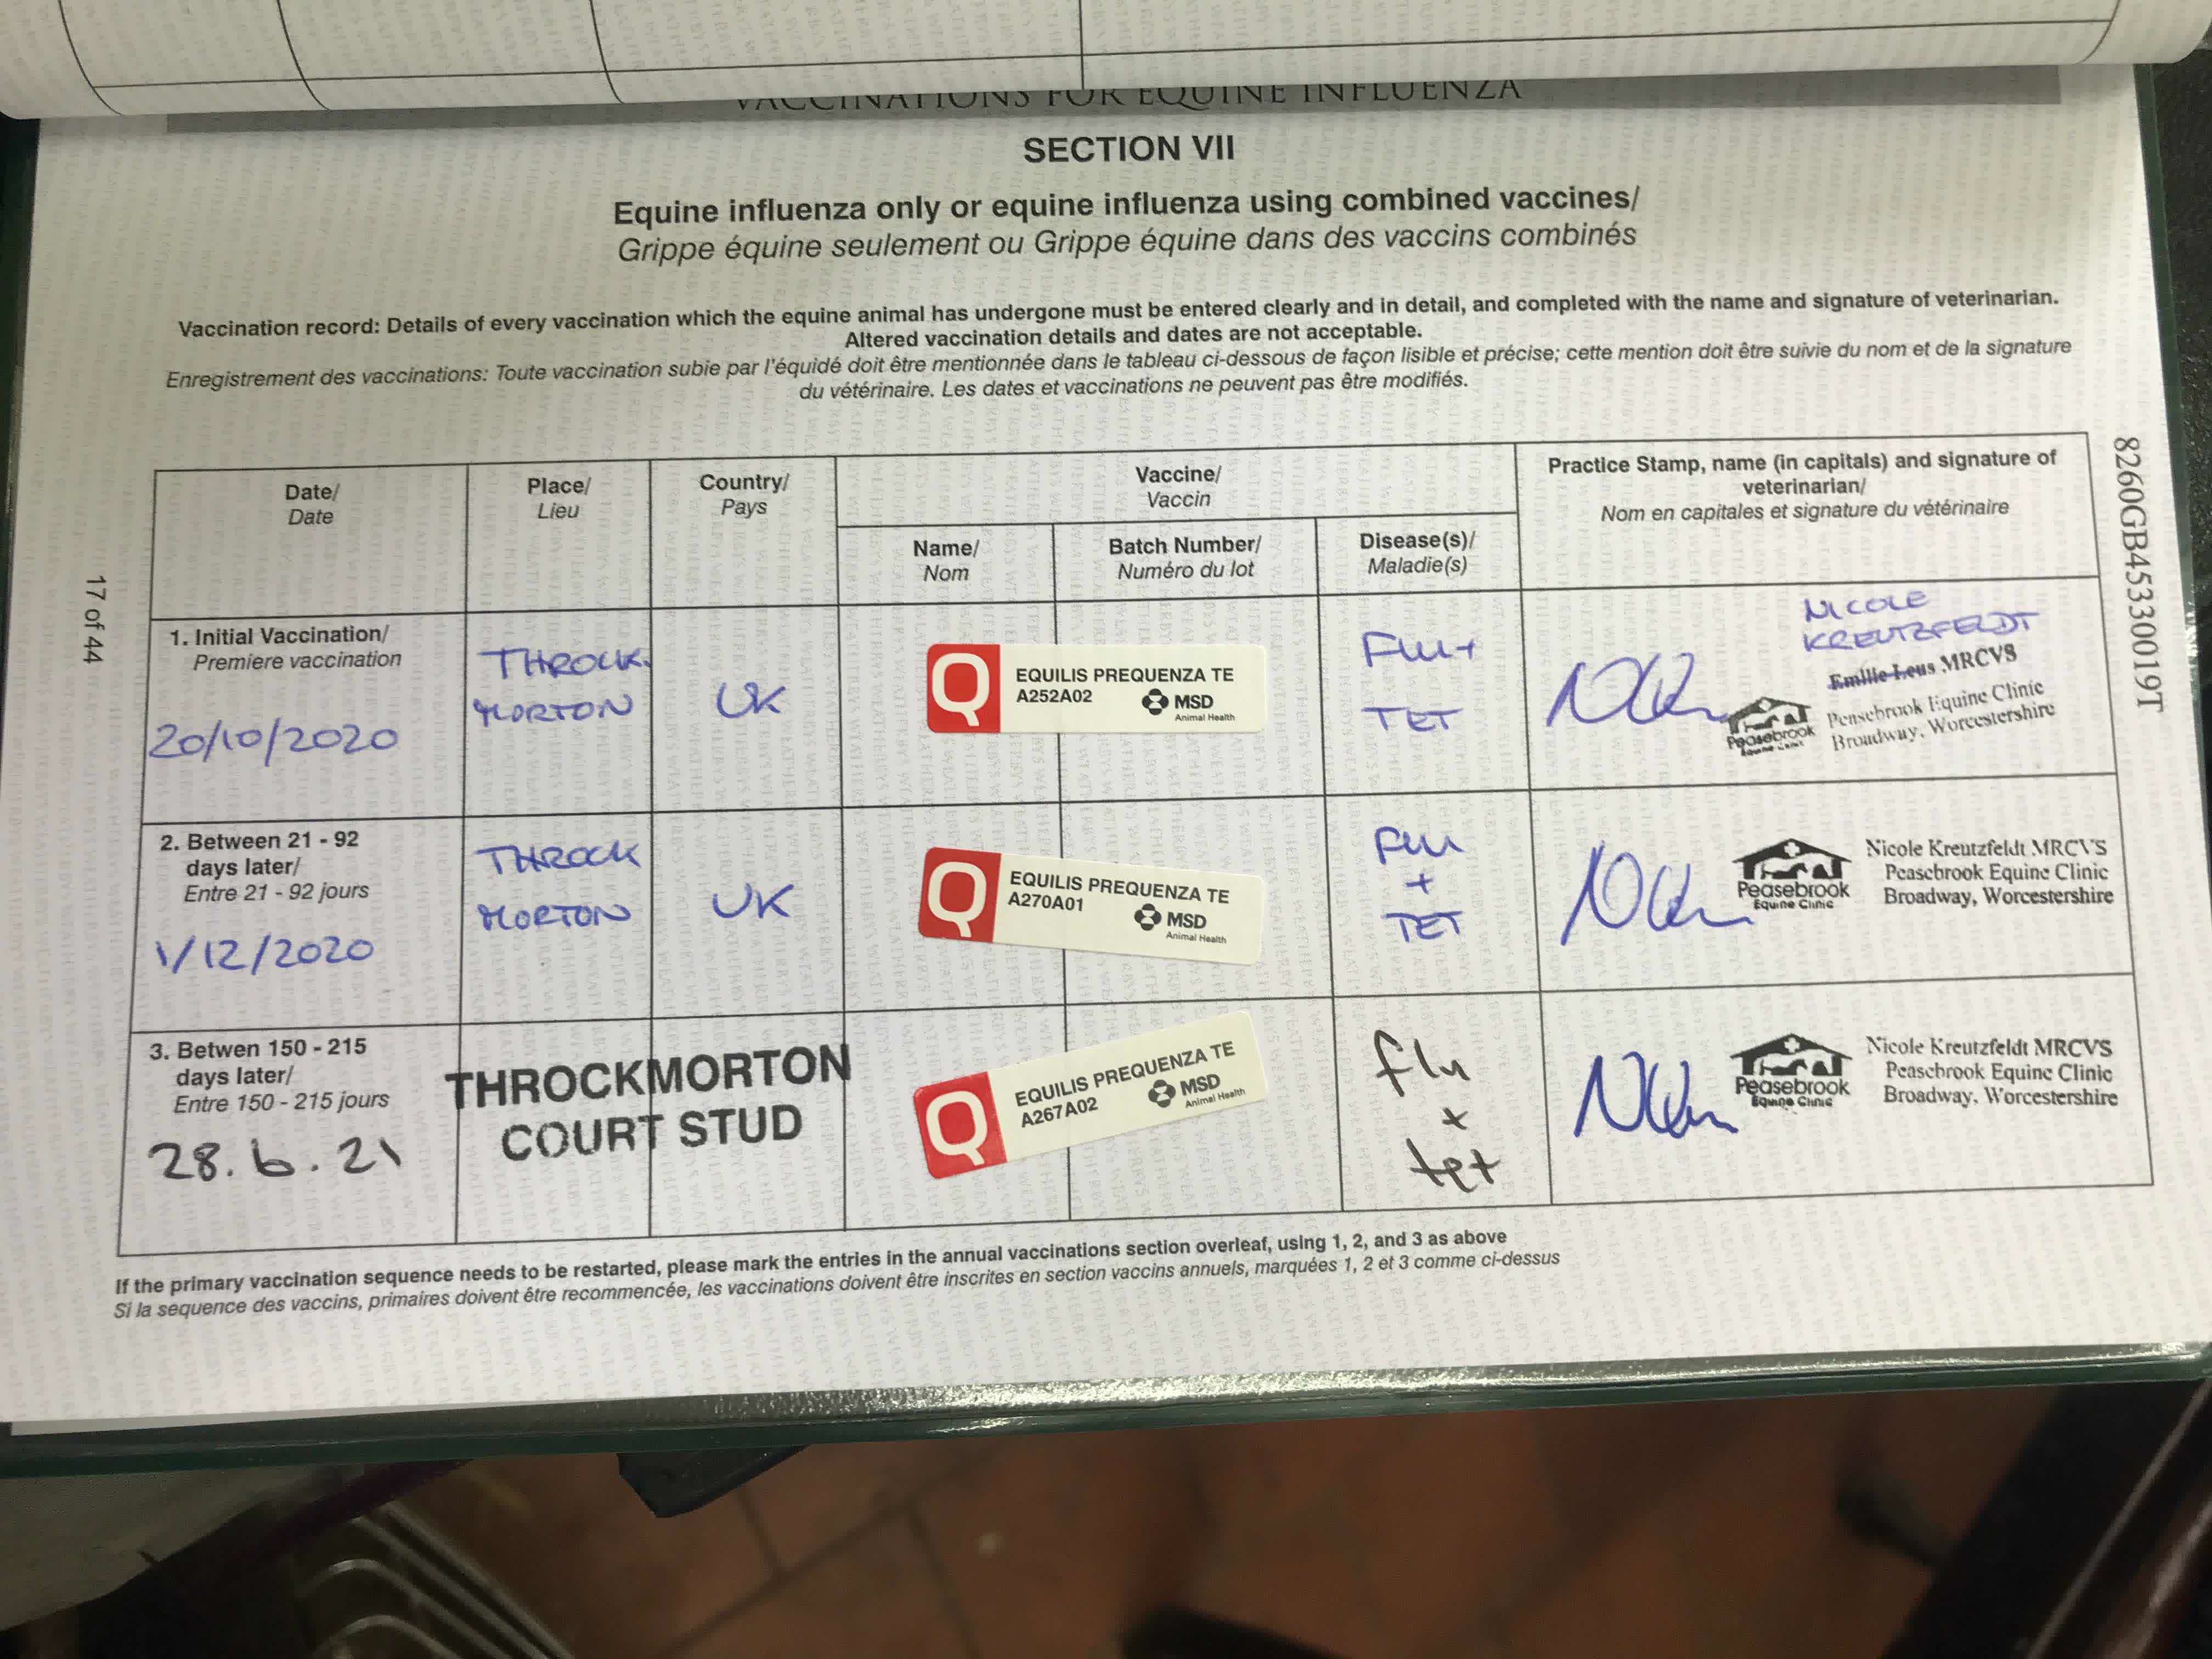 VACCINATIONS FOR EQUINE INFLUENZA
SECTION VII
Equine influenza only or equine influenza using combined vaccines/
Grippe équine seulement ou Grippe équine dans des vaccins combinés
Vaccination record: Details of every vaccination which the equine animal has undergone must be entered clearly and in detail, and completed with the name and signature of veterinarian.
Altered vaccination details and dates are not acceptable.
Enregistrement des vaccinations: Toute vaccination subie par l'équidé doit être mentionnée dans le tableau ci-dessous de façon lisible et précise; cette mention doit être suivie du nom et de la signature
du vétérinaire. Les dates et vaccinations ne peuvent pas être modifiés.
Date/
Date
Place/
Lieu
Country/
Pays
Vaccine/
Vaccin
Name/
Nom
Batch Number/
Numéro du lot
Disease(s)/
Maladie(s)
Practice Stamp, name (in capitals) and signature of
veterinarian/
Nom en capitales et signature du vétérinaire
1. Initial Vaccination/
Premiere vaccination
20/10/2020
THROCK.
MORTON
UK
Q
EQUILIS PREQUENZA TE
A252A02
MSD
Animal Health
Flu +
TET
NICOLE
KREUTZFELDT
Emilie Leus MRCVS
Peasebrook Equine Clinic
Broadway, Worcestershire
Peasebrook
Equine Clinic
2. Between 21 - 92
days later/
Entre 21 - 92 jours
1/12/2020
THROCK
MORTON
UK
Q
EQUILIS PREQUENZA TE
A270A01
MSD
Animal Health
Flu
+
TET
Peasebrook
Equine Clinic
Nicole Kreutzfeldt MRCVS
Peasebrook Equine Clinic
Broadway, Worcestershire
3. Betwen 150 - 215
days later/
Entre 150 - 215 jours
28.6.21
THROCKMORTON
COURT STUD
Q
EQUILIS PREQUENZA TE
A267A02
MSD
Animal Health
flu
+
tet
Peasebrook
Equine Clinic
Nicole Kreutzfeldt MRCVS
Peasebrook Equine Clinic
Broadway, Worcestershire
If the primary vaccination sequence needs to be restarted, please mark the entries in the annual vaccinations section overleaf, using 1, 2, and 3 as above
Si la sequence des vaccins, primaires doivent étre recommencée, les vaccinations doivent être inscrites en section vaccins annuels, marquées 1, 2 et 3 comme ci-dessus
17 of 44
8260GB453300019T